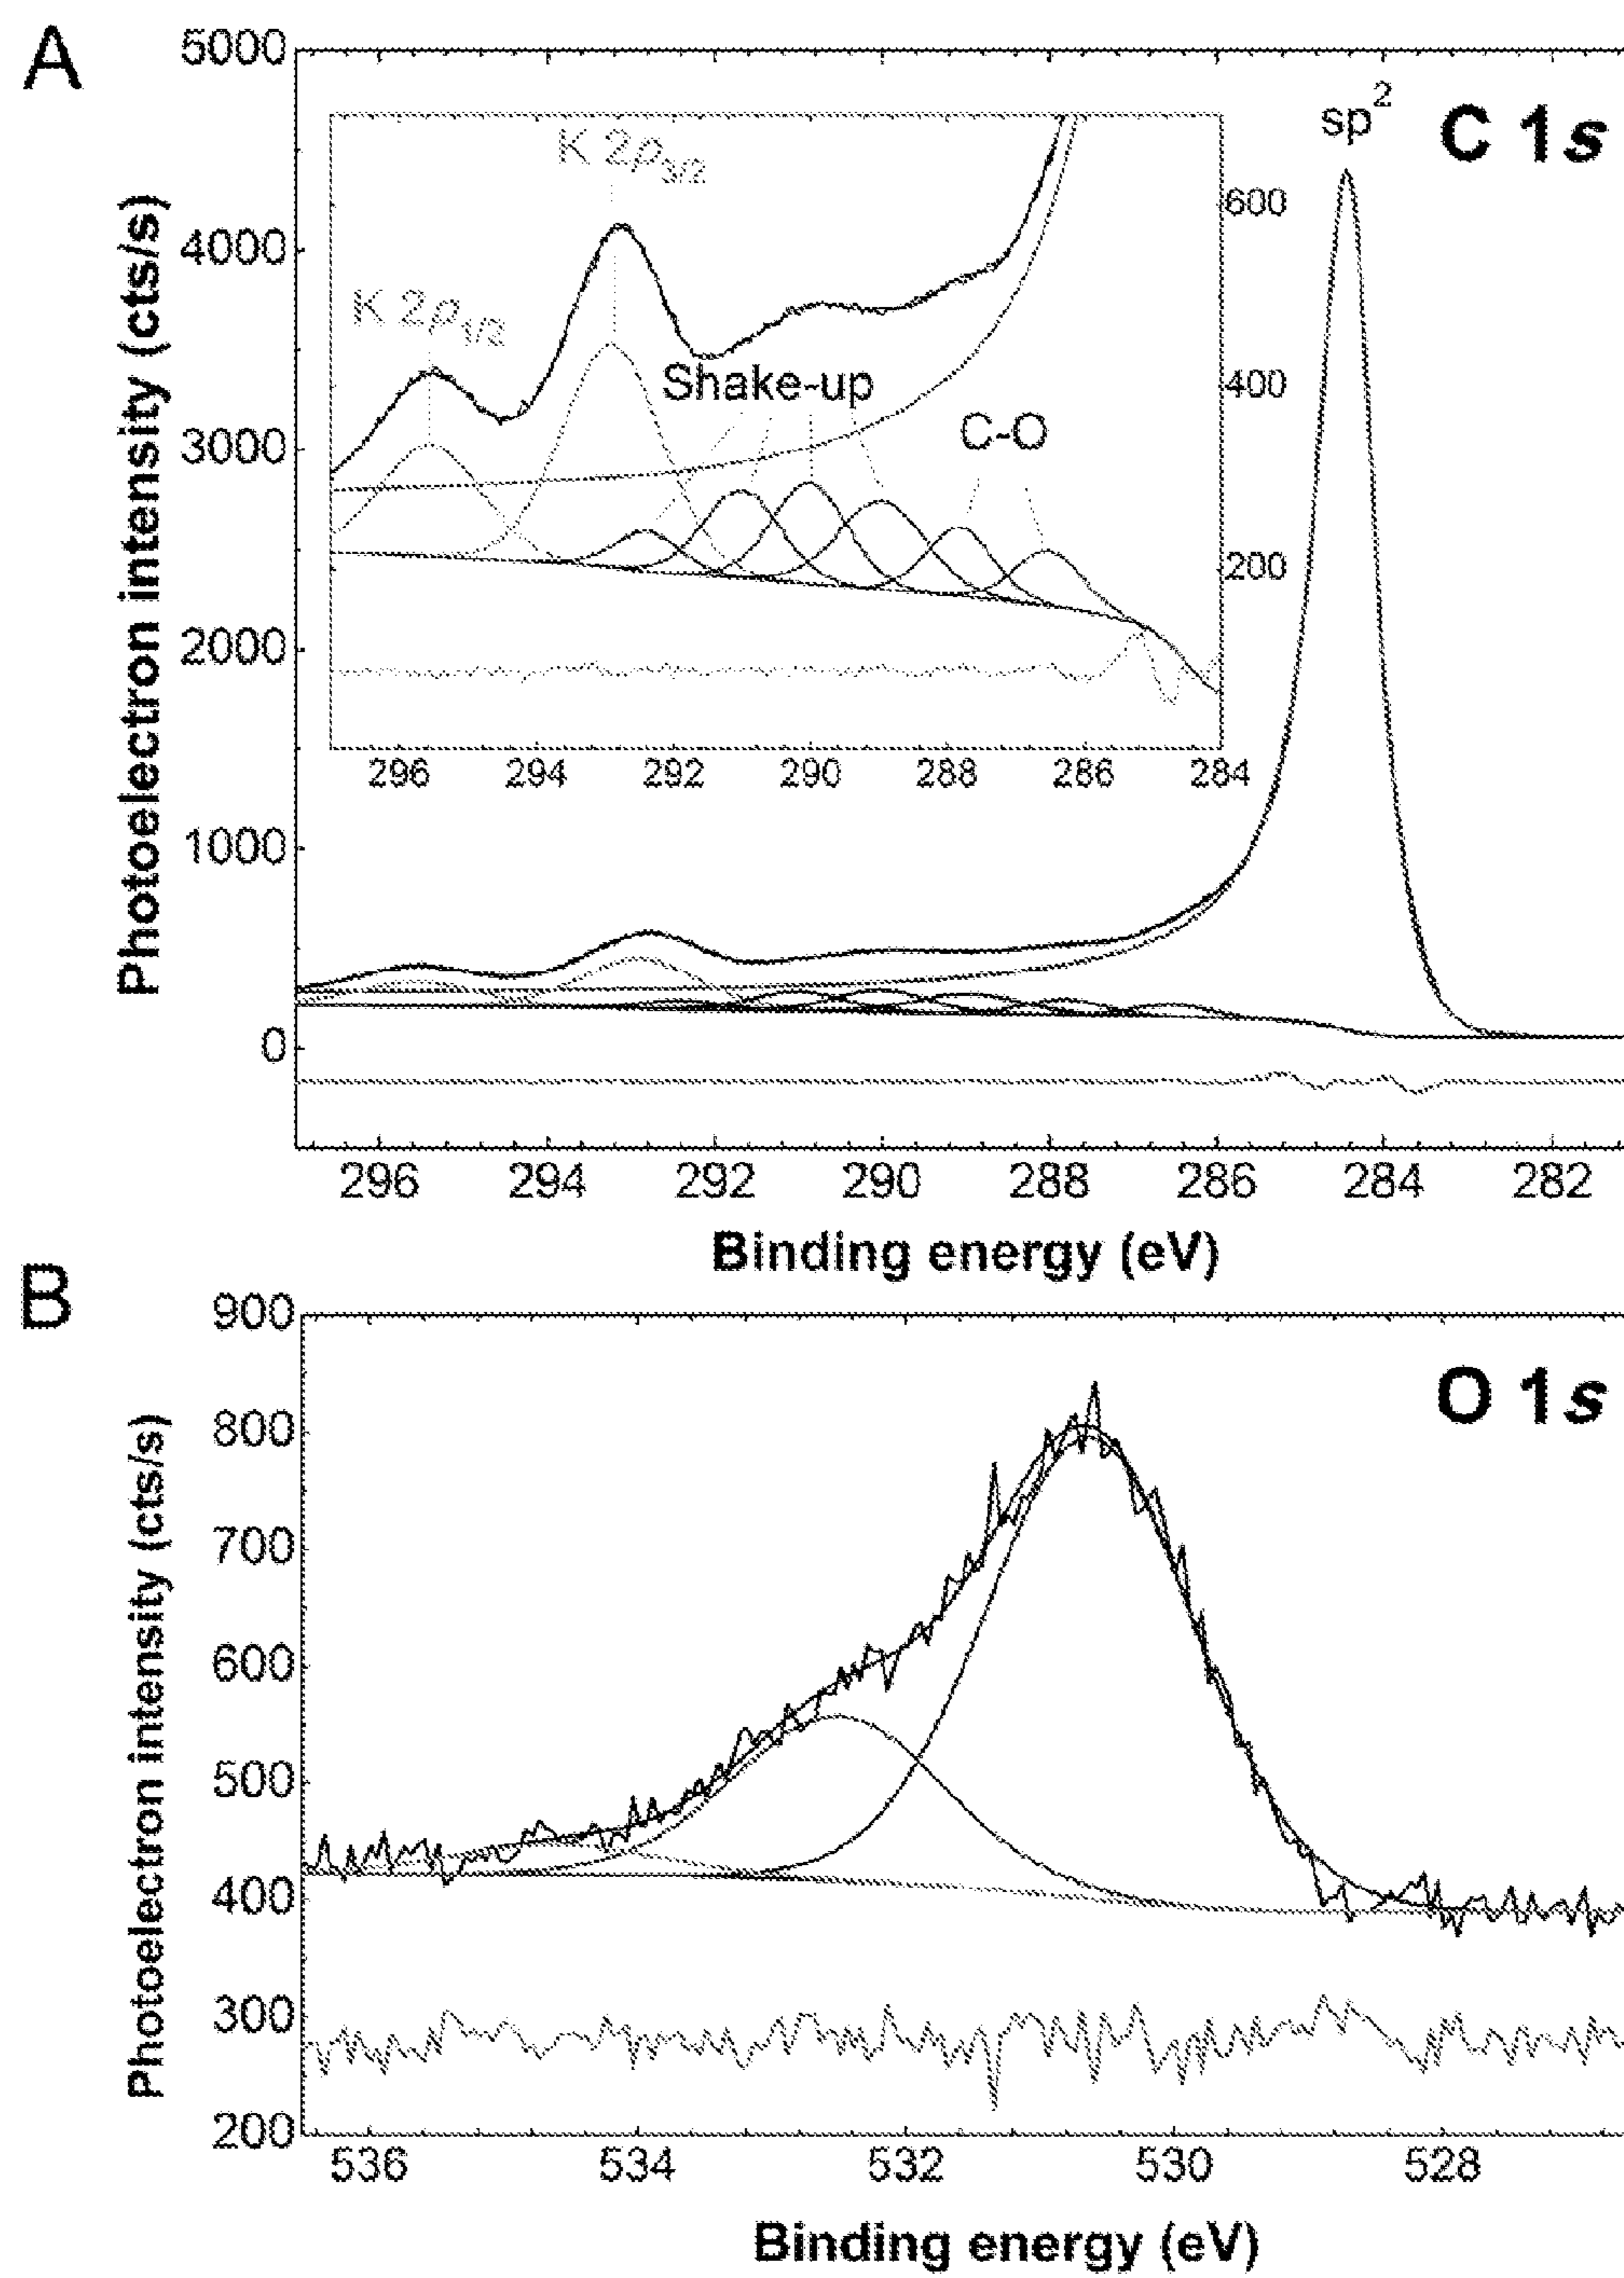 A
C 1s
sp2
5000
4000
3000
2000
1000
0
Photoelectron intensity (cts/s)
K 2p3/2
K 2p1/2
Shake-up
C-O
600
400
200
296 294 292 290 288 286 284
296 294 292 290 288 286 284 282
Binding energy (eV)
B
O 1s
900
800
700
600
500
400
300
200
Photoelectron intensity (cts/s)
536 534 532 530 528
Binding energy (eV)